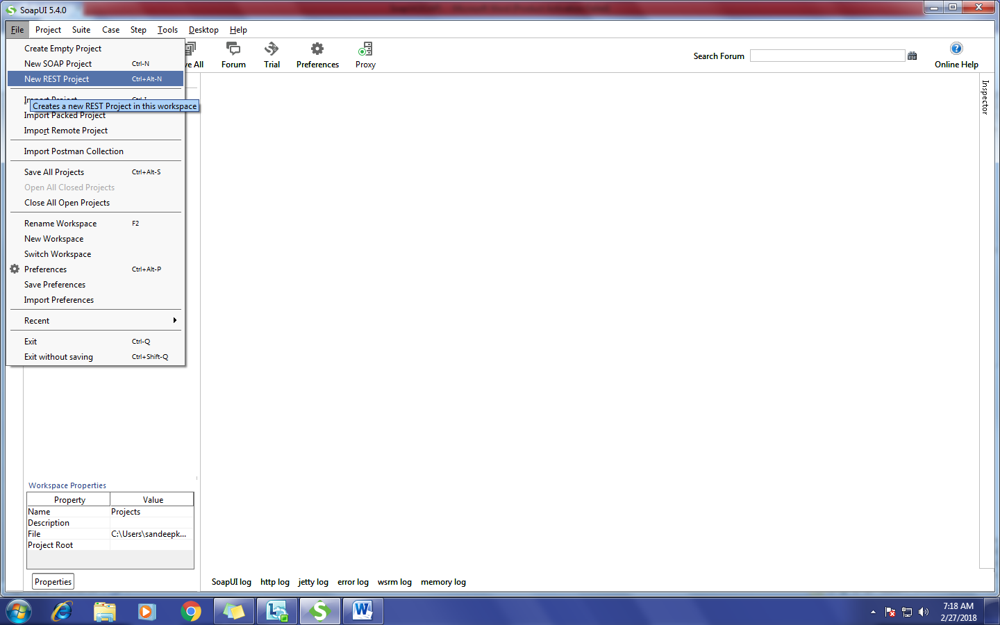 SoapUI 5.4.0
File Project Suite Case Step Tools Desktop Help
Create Empty Project
New SOAP Project Ctrl-N
New REST Project Ctrl+Alt-N
Creates a new REST Project in this workspace
Import Packed Project
Import Remote Project
Import Postman Collection
Save All Projects Ctrl+Alt-S
Open All Closed Projects
Close All Open Projects
Rename Workspace F2
New Workspace
Switch Workspace
Preferences Ctrl+Alt-P
Save Preferences
Import Preferences
Recent
Exit Ctrl-Q
Exit without saving Ctrl+Shift-Q
All Forum Trial Preferences Proxy
Search Forum
Online Help
Inspector
Workspace Properties
Property Value
Name Projects
Description
File C:\Users\sandeepk...
Project Root
Properties
SoapUI log http log jetty log error log wsrm log memory log
7:18 AM
2/27/2018